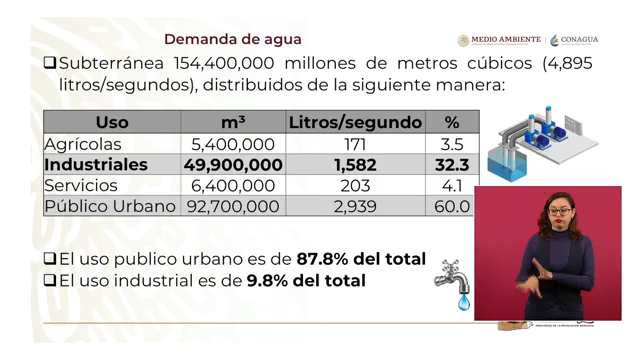 Demanda de agua
MEDIO AMBIENTE
CONAGUA
❑Subterránea 154,400,000 millones de metros cúbicos (4,895
litros/segundos), distribuidos de la siguiente manera:
Uso m³ Litros/segundo %
Agrícolas 5,400,000 171 3.5
Industriales 49,900,000 1,582 32.3
Servicios 6,400,000 203 4.1
Público Urbano 92,700,000 2,939 60.0
❑El uso publico urbano es de 87.8% del total
❑El uso industrial es de 9.8% del total